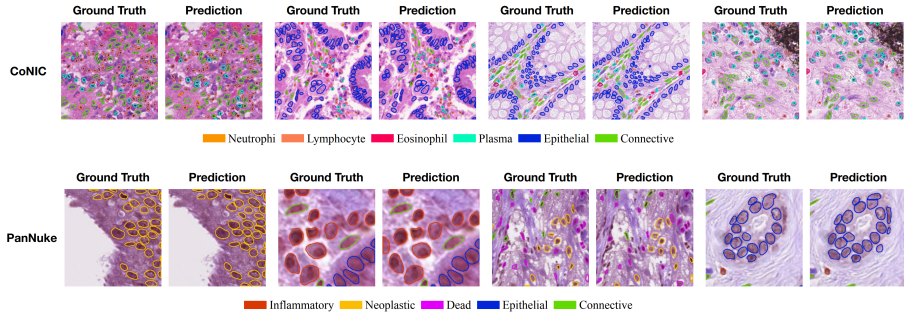 Ground Truth Prediction Ground Truth Prediction Ground Truth Prediction Ground Truth Prediction
CoNIC
Neutrophi Lymphocyte Eosinophil Plasma Epithelial Connective
Ground Truth Prediction Ground Truth Prediction Ground Truth Prediction Ground Truth Prediction
PanNuke
Inflammatory Neoplastic Dead Epithelial Connective